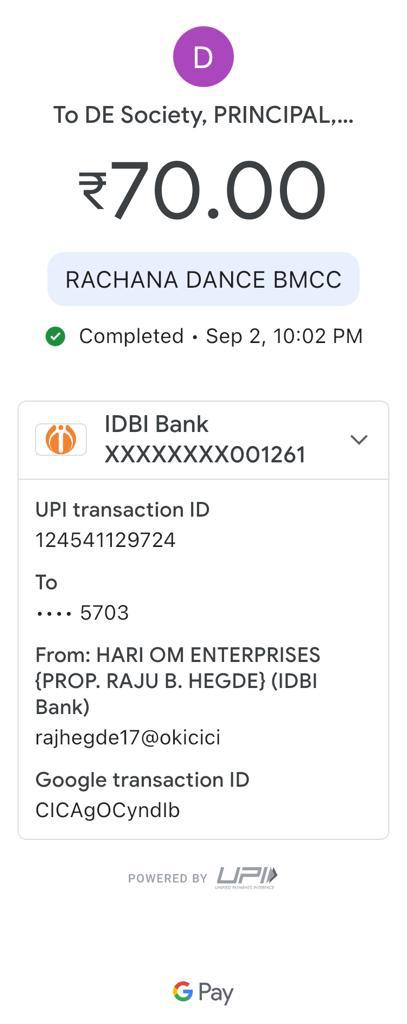 D
To DE Society, PRINCIPAL,...
₹70.00
RACHANA DANCE BMCC
Completed • Sep 2, 10:02 PM
IDBI Bank
XXXXXXXX001261
UPI transaction ID
124541129724
To
•••• 5703
From: HARI OM ENTERPRISES
{PROP. RAJU B. HEGDE} (IDBI
Bank)
rajhegde17@okicici
Google transaction ID
CICAgOCyndlb
POWERED BY UPI
UNIFIED PAYMENTS INTERFACE
G Pay